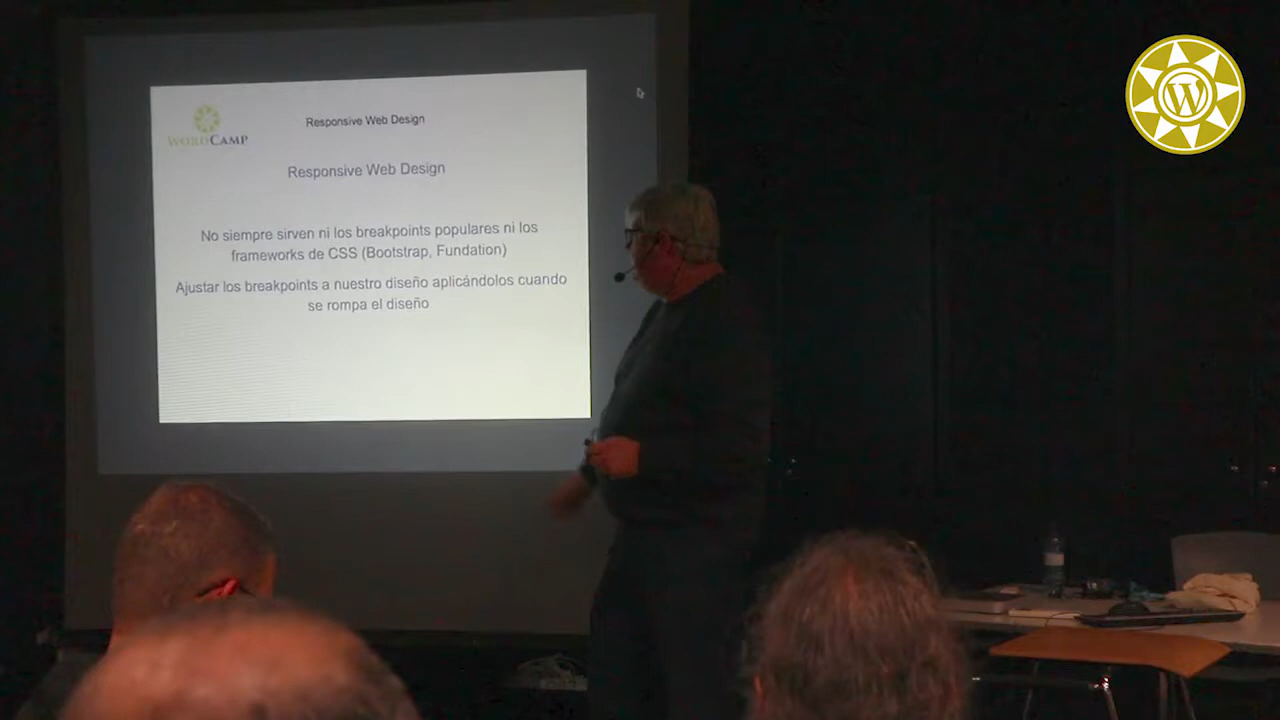 WORDCAMP
Responsive Web Design
Responsive Web Design
No siempre sirven ni los breakpoints populares ni los
frameworks de CSS (Bootstrap, Fundation)
Ajustar los breakpoints a nuestro diseño aplicándolos cuando
se rompa el diseño
W